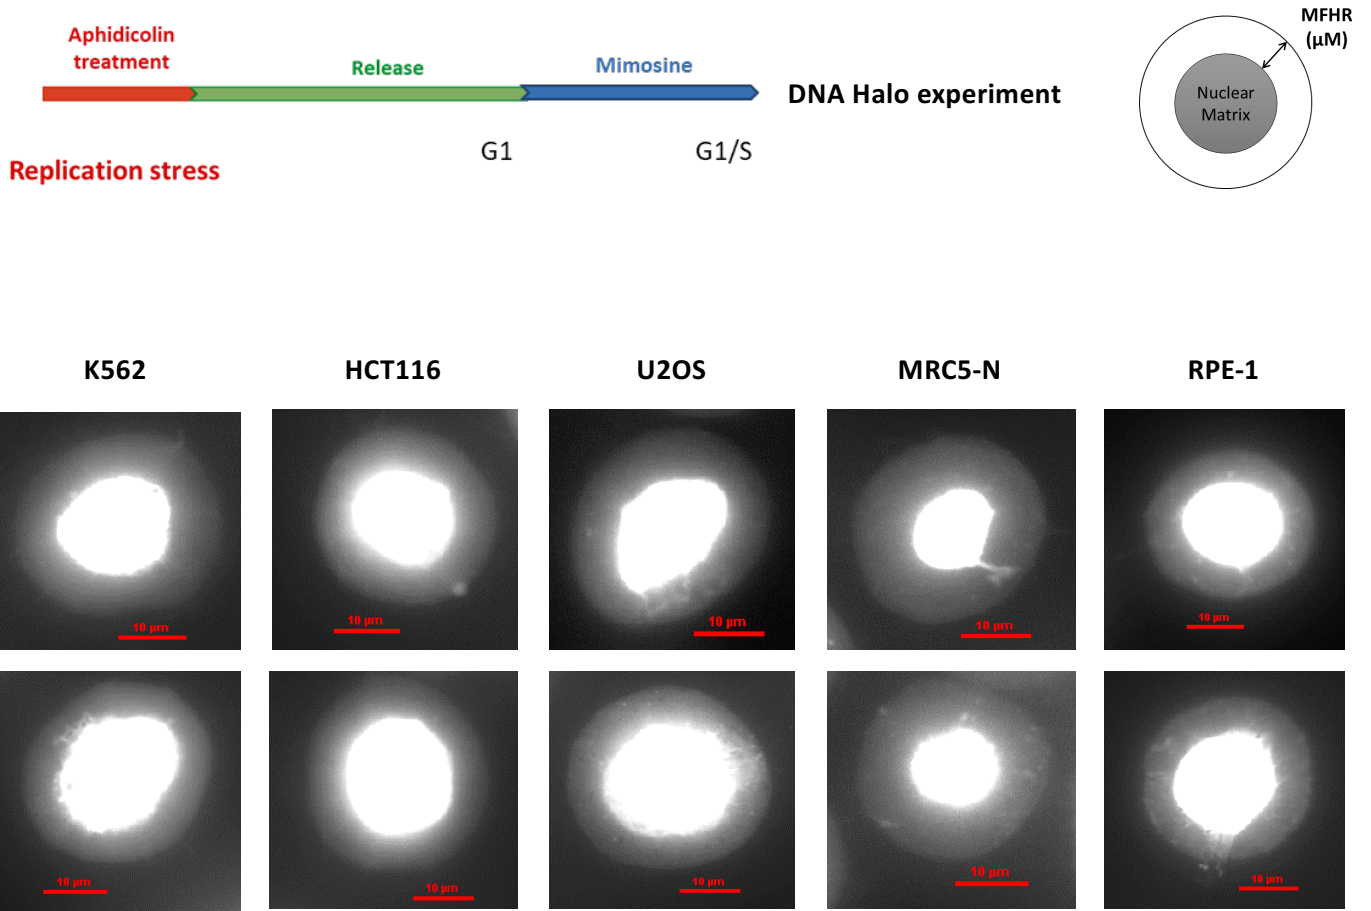 Aphidicolin
treatment
Release
Mimosine
DNA Halo experiment
G1
G1/S
Replication stress
MFHR
(µM)
Nuclear
Matrix
K562
HCT116
U2OS
MRC5-N
RPE-1
10 µm
10 µm
10 µm
10 µm
10 µm
10 µm
10 µm
10 µm
10 µm
10 µm